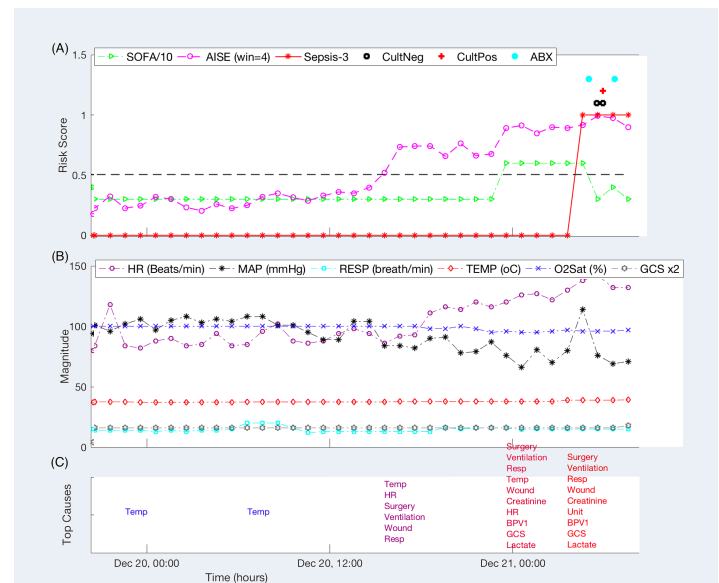 (A)
SOFA/10 AISE (win=4) Sepsis-3 CultNeg CultPos ABX
1.5
1
0.5
0
Risk Score
(B)
HR (Beats/min) MAP (mmHg) RESP (breath/min) TEMP (oC) O2Sat (%) GCS x2
150
100
50
0
Magnitude
(C)
Top Causes
Temp
Temp
Temp
HR
Surgery
Ventilation
Wound
Resp
Surgery
Ventilation
Resp
Temp
Wound
Creatinine
HR
BPV1
GCS
Lactate
Surgery
Ventilation
Resp
Wound
Creatinine
Unit
BPV1
GCS
Lactate
Dec 20, 00:00 Dec 20, 12:00 Dec 21, 00:00
Time (hours)